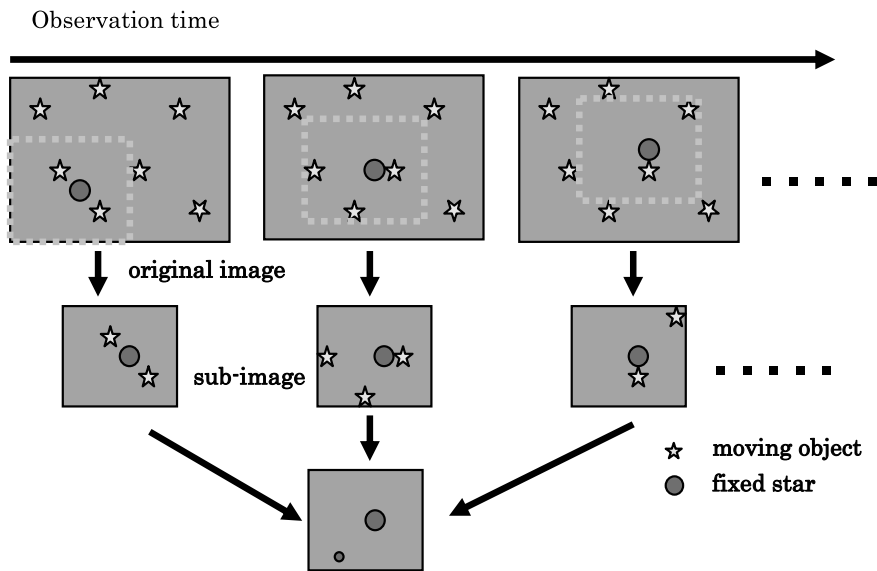 Observation time
original image
sub-image
moving object
fixed star